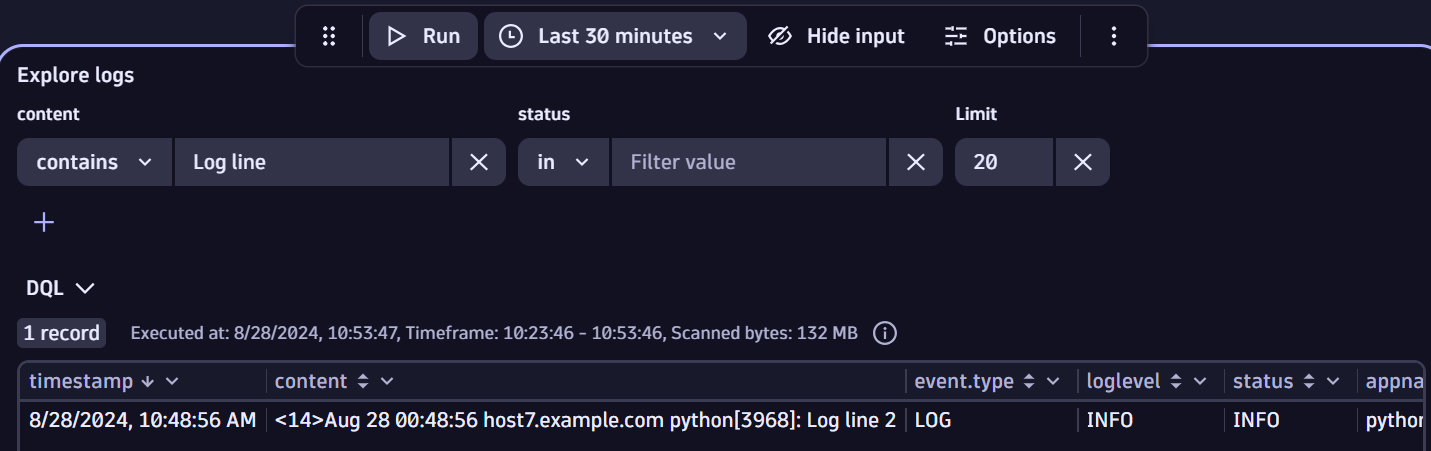 Run Last 30 minutes Hide input Options
Explore logs
content status Limit
contains Log line in Filter value 20
DQL
1 record Executed at: 8/28/2024, 10:53:47, Timeframe: 10:23:46 - 10:53:46, Scanned bytes: 132 MB
timestamp content event.type loglevel status appna
8/28/2024, 10:48:56 AM <14>Aug 28 00:48:56 host7.example.com python[3968]: Log line 2 LOG INFO INFO python